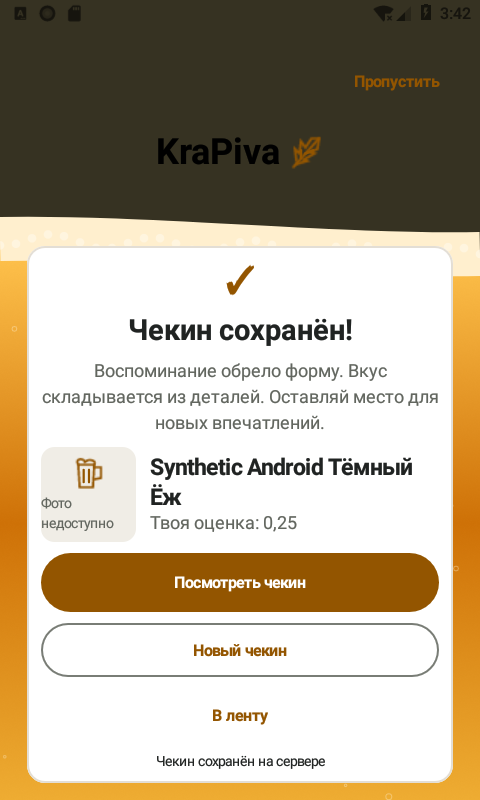 3:42
Пропустить
KraPiva
✓
Чекин сохранён!
Воспоминание обрело форму. Вкус
складывается из деталей. Оставляй место для
новых впечатлений.
Фото
недоступно
Synthetic Android Тёмный
Ёж
Твоя оценка: 0,25
Посмотреть чекин
Новый чекин
В ленту
Чекин сохранён на сервере